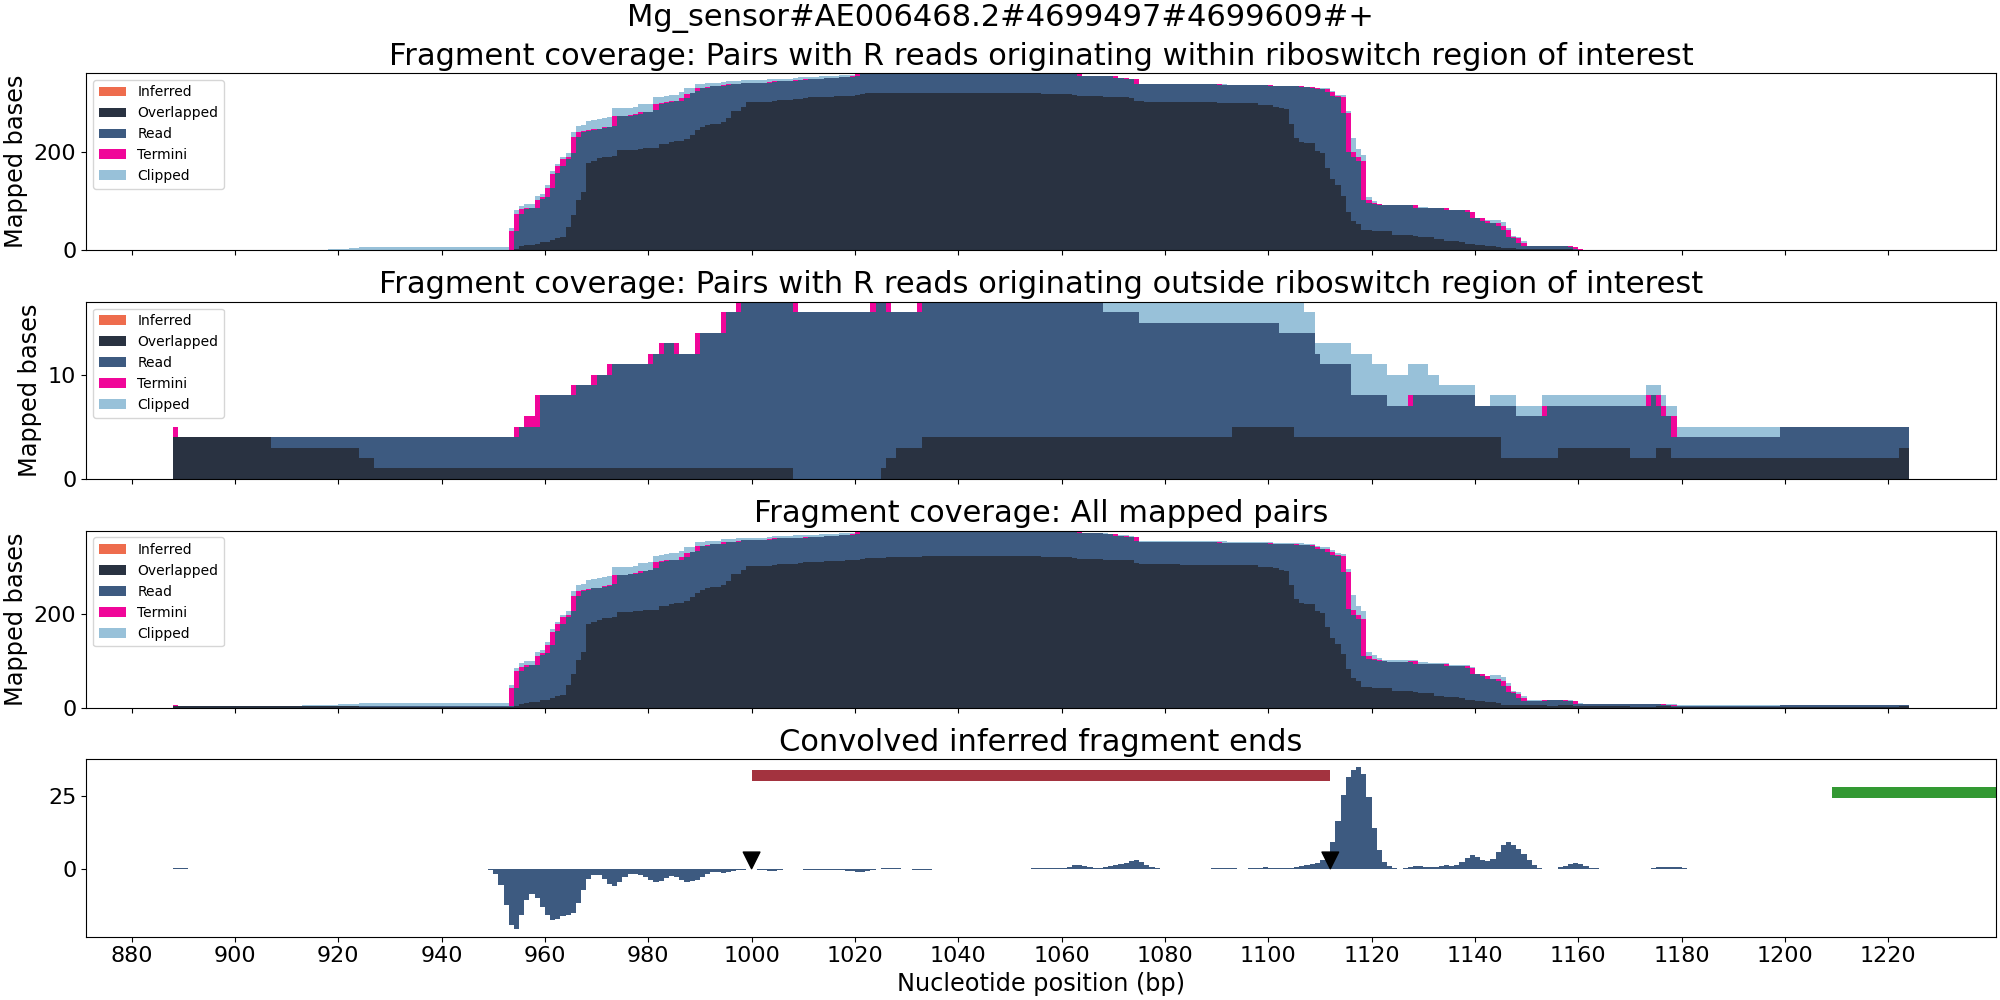 Mg_sensor#AE006468.2#4699497#4699609#+
Fragment coverage: Pairs with R reads originating within riboswitch region of interest
Mapped bases
200
0
Inferred
Overlapped
Read
Termini
Clipped
Fragment coverage: Pairs with R reads originating outside riboswitch region of interest
Mapped bases
10
0
Inferred
Overlapped
Read
Termini
Clipped
Fragment coverage: All mapped pairs
Mapped bases
200
0
Inferred
Overlapped
Read
Termini
Clipped
Convolved inferred fragment ends
25
0
880 900 920 940 960 980 1000 1020 1040 1060 1080 1100 1120 1140 1160 1180 1200 1220
Nucleotide position (bp)